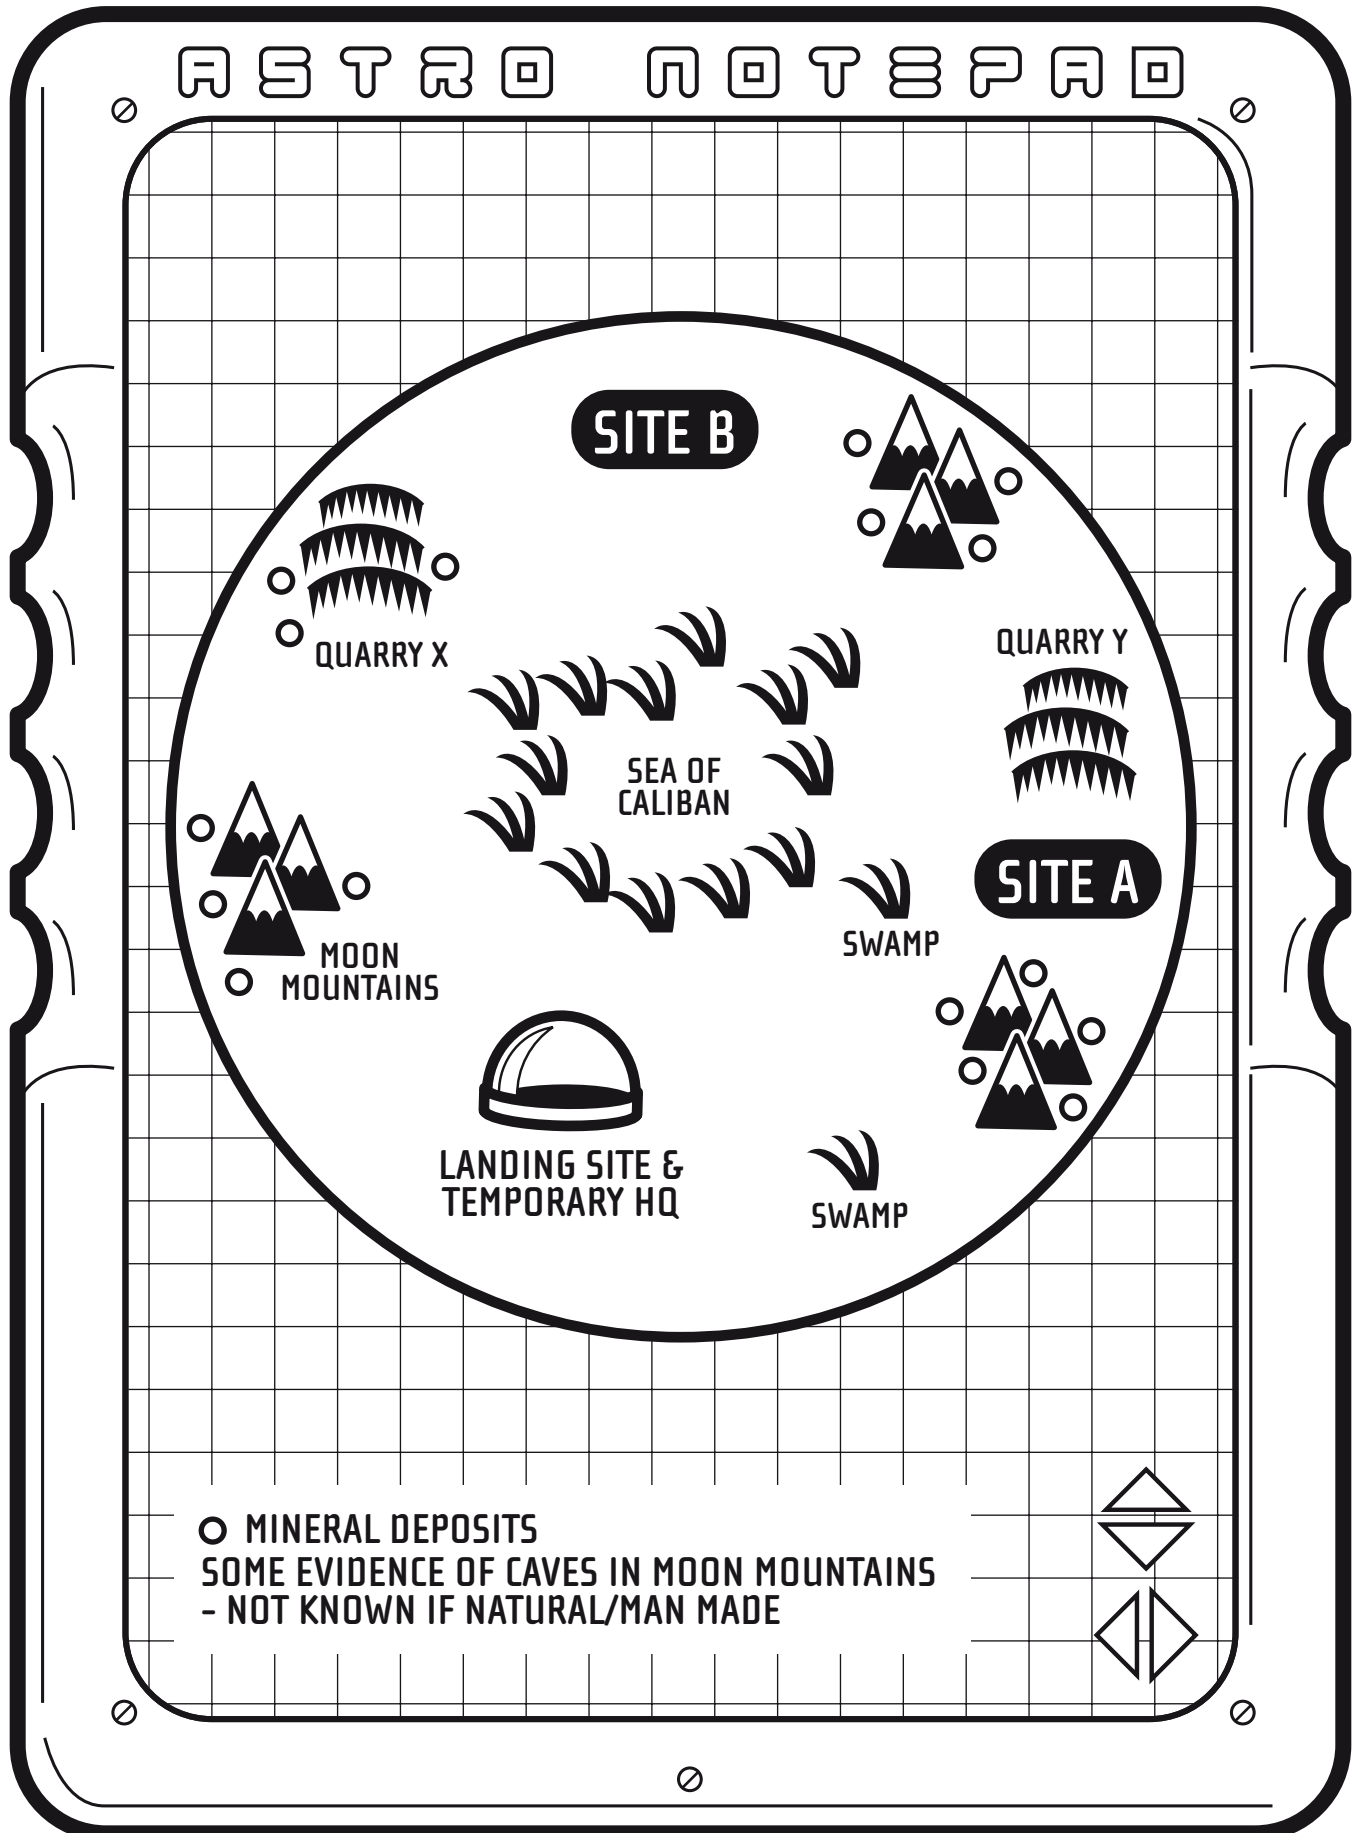 ASTRO NOTEPAD
SITE B
QUARRY X
QUARRY Y
SEA OF
CALIBAN
SITE A
SWAMP
MOON
MOUNTAINS
LANDING SITE &
TEMPORARY HQ
SWAMP
MINERAL DEPOSITS
SOME EVIDENCE OF CAVES IN MOON MOUNTAINS
- NOT KNOWN IF NATURAL/MAN MADE